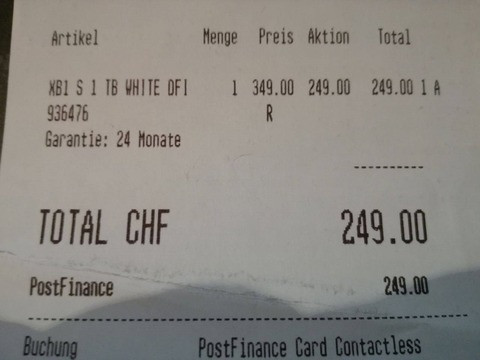 Artikel Menge Preis Aktion Total
XB1 S 1 TB WHITE DFI 1 349.00 249.00 249.00 1 A
936476 R
Garantie: 24 Monate
TOTAL CHF 249.00
PostFinance 249.00
Buchung PostFinance Card Contactless